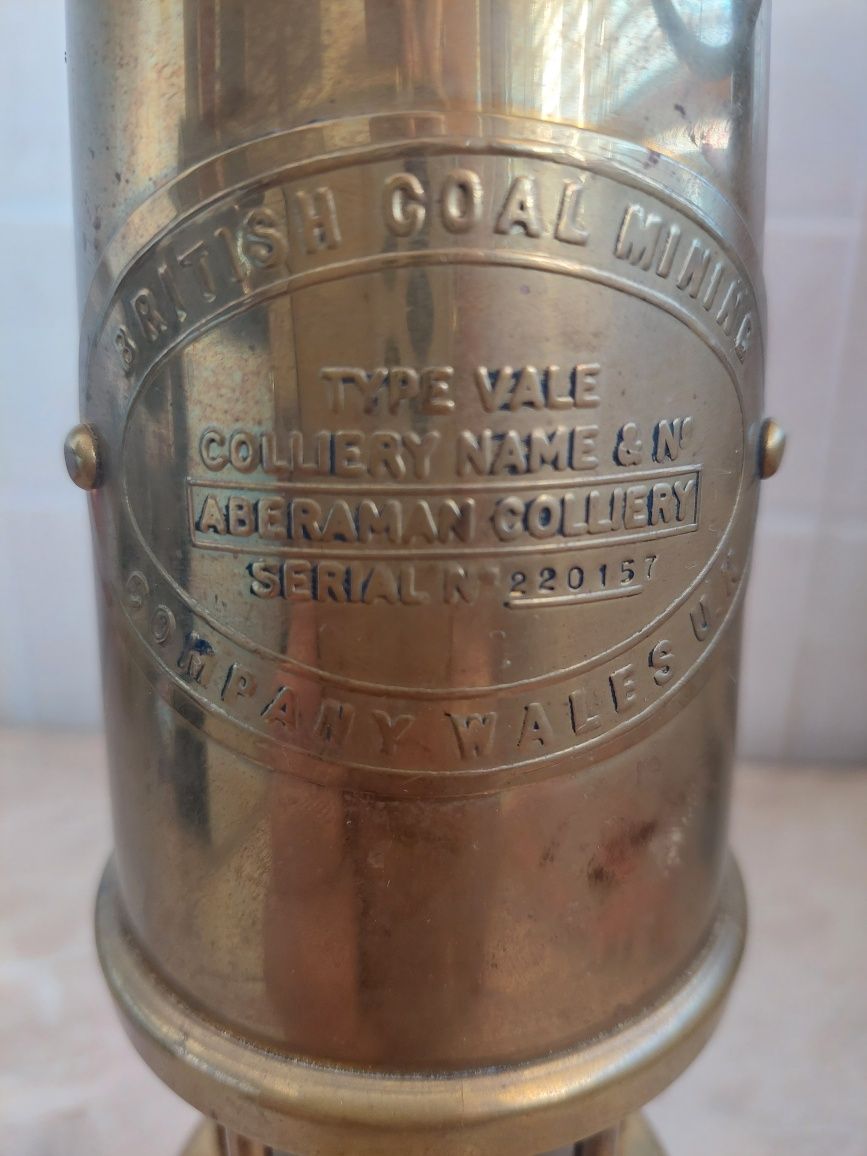 BRITISH COAL MINING
TYPE VALE
COLLIERY NAME & Nº
ABERAMAN COLLIERY
SERIAL Nº 220157
COMPANY WALES U.K